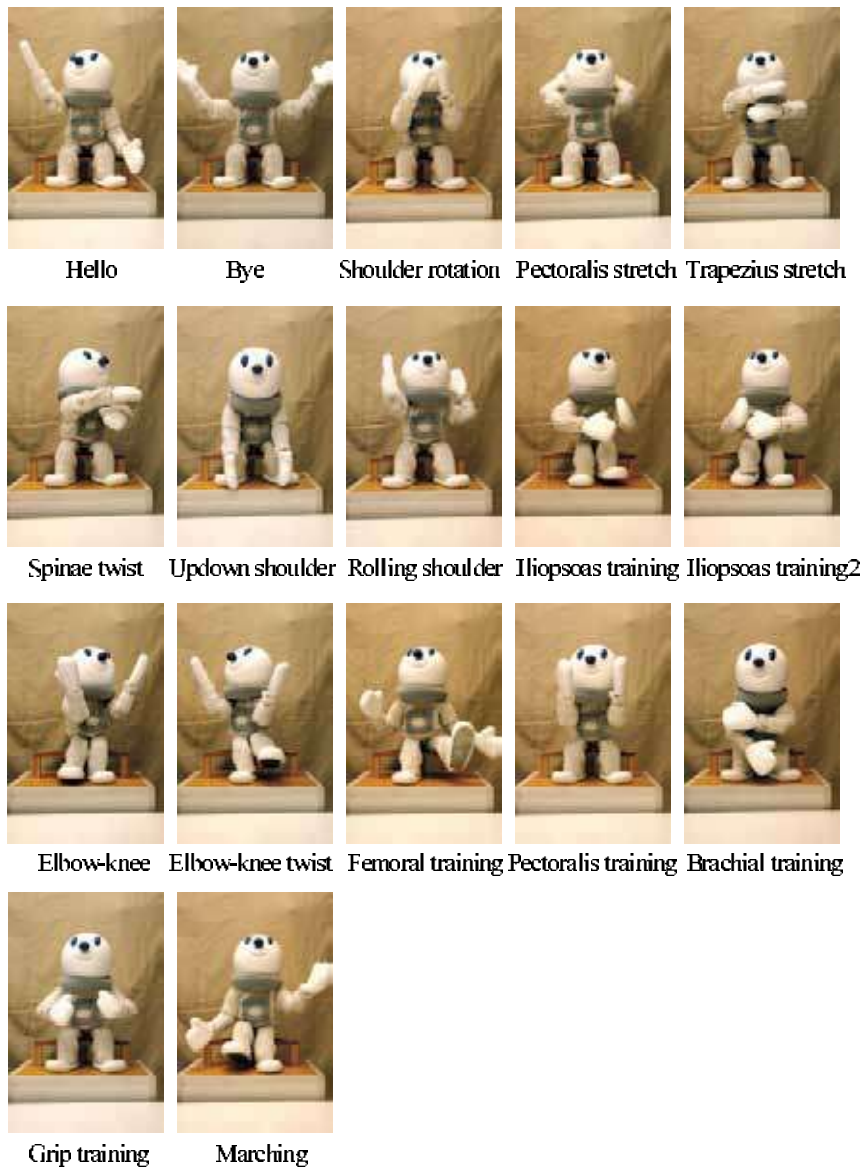 Hello Bye Shoulder rotation Pectoralis stretch Trapezius stretch
Spinae twist Updown shoulder Rolling shoulder Iliopsoas training Iliopsoas training2
Elbow-knee Elbow-knee twist Femoral training Pectoralis training Brachial training
Grip training Marching